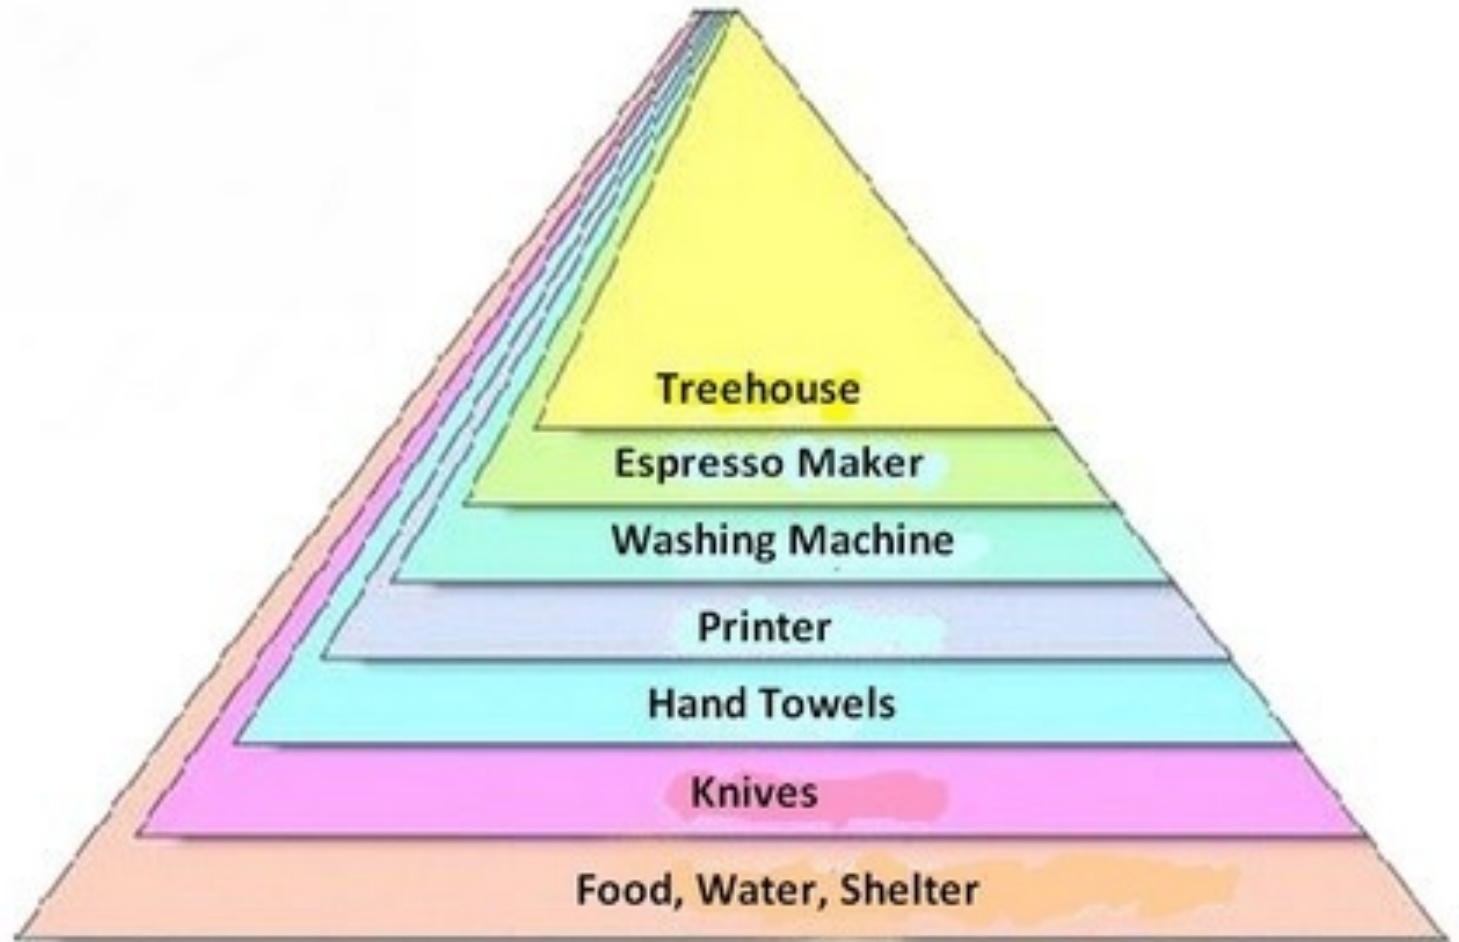 Treehouse
Espresso Maker
Washing Machine
Printer
Hand Towels
Knives
Food, Water, Shelter